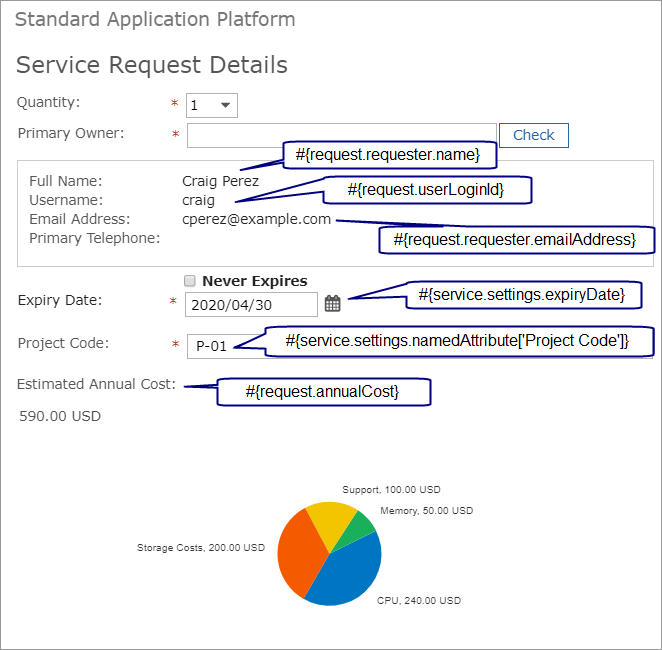 Standard Application Platform
Service Request Details
Quantity: * 1
Primary Owner: * Check
#{request.requester.name}
Full Name: Craig Perez
#{request.userLoginId}
Username: craig
Email Address: cperez@example.com
Primary Telephone:
#{request.requester.emailAddress}
Never Expires
#{service.settings.expiryDate}
Expiry Date: * 2020/04/30
#{service.settings.namedAttribute['Project Code']}
Project Code: * P-01
Estimated Annual Cost:
#{request.annualCost}
590.00 USD
Support, 100.00 USD
Memory, 50.00 USD
Storage Costs, 200.00 USD
CPU, 240.00 USD